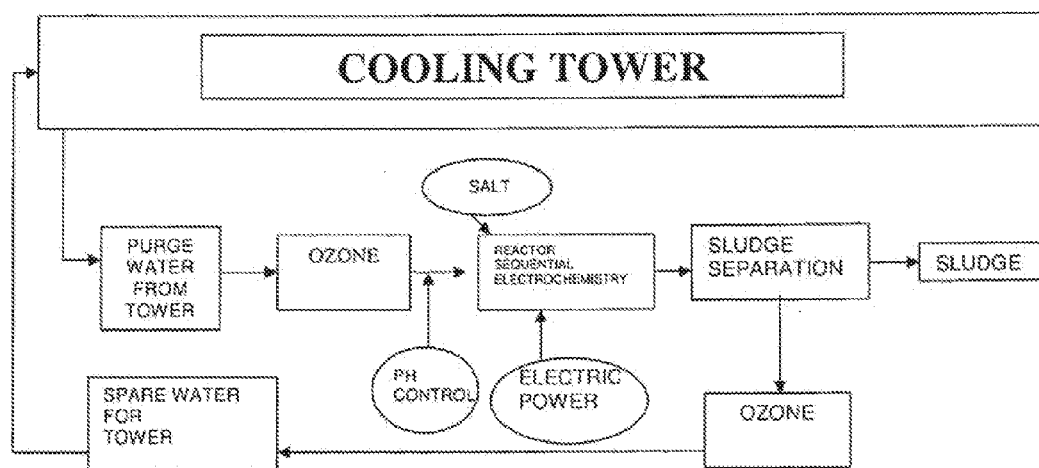 COOLING TOWER
SALT
PURGE
WATER
FROM
TOWER
OZONE
REACTOR
SEQUENTIAL
ELECTROCHEMISTRY
SLUDGE
SEPARATION
SLUDGE
PH
CONTROL
ELECTRIC
POWER
SPARE WATER
FOR
TOWER
OZONE